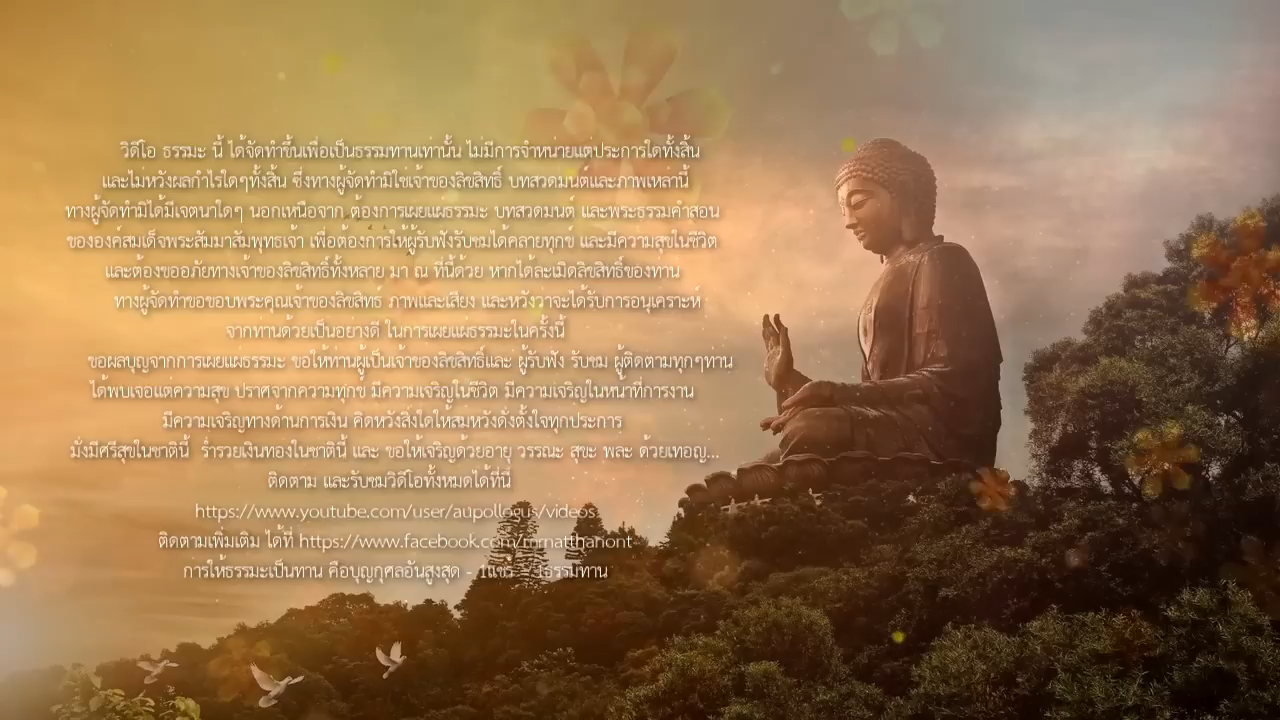 วิดีโอ ธรรมะ นี้ ได้จัดทำขึ้นเพื่อเป็นธรรมทานเท่านั้น ไม่มีการจำหน่ายแต่ประการใดทั้งสิ้น
และไม่หวังผลกำไรใดๆทั้งสิ้น ซึ่งทางผู้จัดทำมิใช่เจ้าของลิขสิทธิ์ บทสวดมนต์และภาพเหล่านี้
ทางผู้จัดทำมิได้มีเจตนาใดๆ นอกเหนือจาก ต้องการเผยแผ่ธรรมะ บทสวดมนต์ และพระธรรมคำสอน
ขององค์สมเด็จพระสัมมาสัมพุทธเจ้า เพื่อต้องการให้ผู้รับฟังรับชมได้คลายทุกข์ และมีความสุขในชีวิต
และต้องขออภัยทางเจ้าของลิขสิทธิ์ทั้งหลาย มา ณ ที่นี้ด้วย หากได้ละเมิดลิขสิทธิ์ของท่าน
ทางผู้จัดทำขอขอบพระคุณเจ้าของลิขสิทธ์ ภาพและเสียง และหวังว่าจะได้รับการอนุเคราะห์
จากท่านด้วยเป็นอย่างดี ในการเผยแผ่ธรรมะในครั้งนี้
ขอผลบุญจากการเผยแผ่ธรรมะ ขอให้ท่านผู้เป็นเจ้าของลิขสิทธิ์และ ผู้รับฟัง รับชม ผู้ติดตามทุกๆท่าน
ได้พบเจอแต่ความสุข ปราศจากความทุกข์ มีความเจริญในชีวิต มีความเจริญในหน้าที่การงาน
มีความเจริญทางด้านการเงิน คิดหวังสิ่งใดให้สมหวังดั่งตั้งใจทุกประการ
มั่งมีศรีสุขในชาตินี้ ร่ำรวยเงินทองในชาตินี้ และ ขอให้เจริญด้วยอายุ วรรณะ สุขะ พละ ด้วยเทอญ...
ติดตาม และรับชมวิดีโอทั้งหมดได้ที่นี่
https://www.youtube.com/user/aupollogus/videos
ติดตามเพิ่มเติม ได้ที่ https://www.facebook.com/mrnatthanont
การให้ธรรมะเป็นทาน คือบุญกุศลอันสูงสุด - 1แชร์ = 1ธรรมทาน